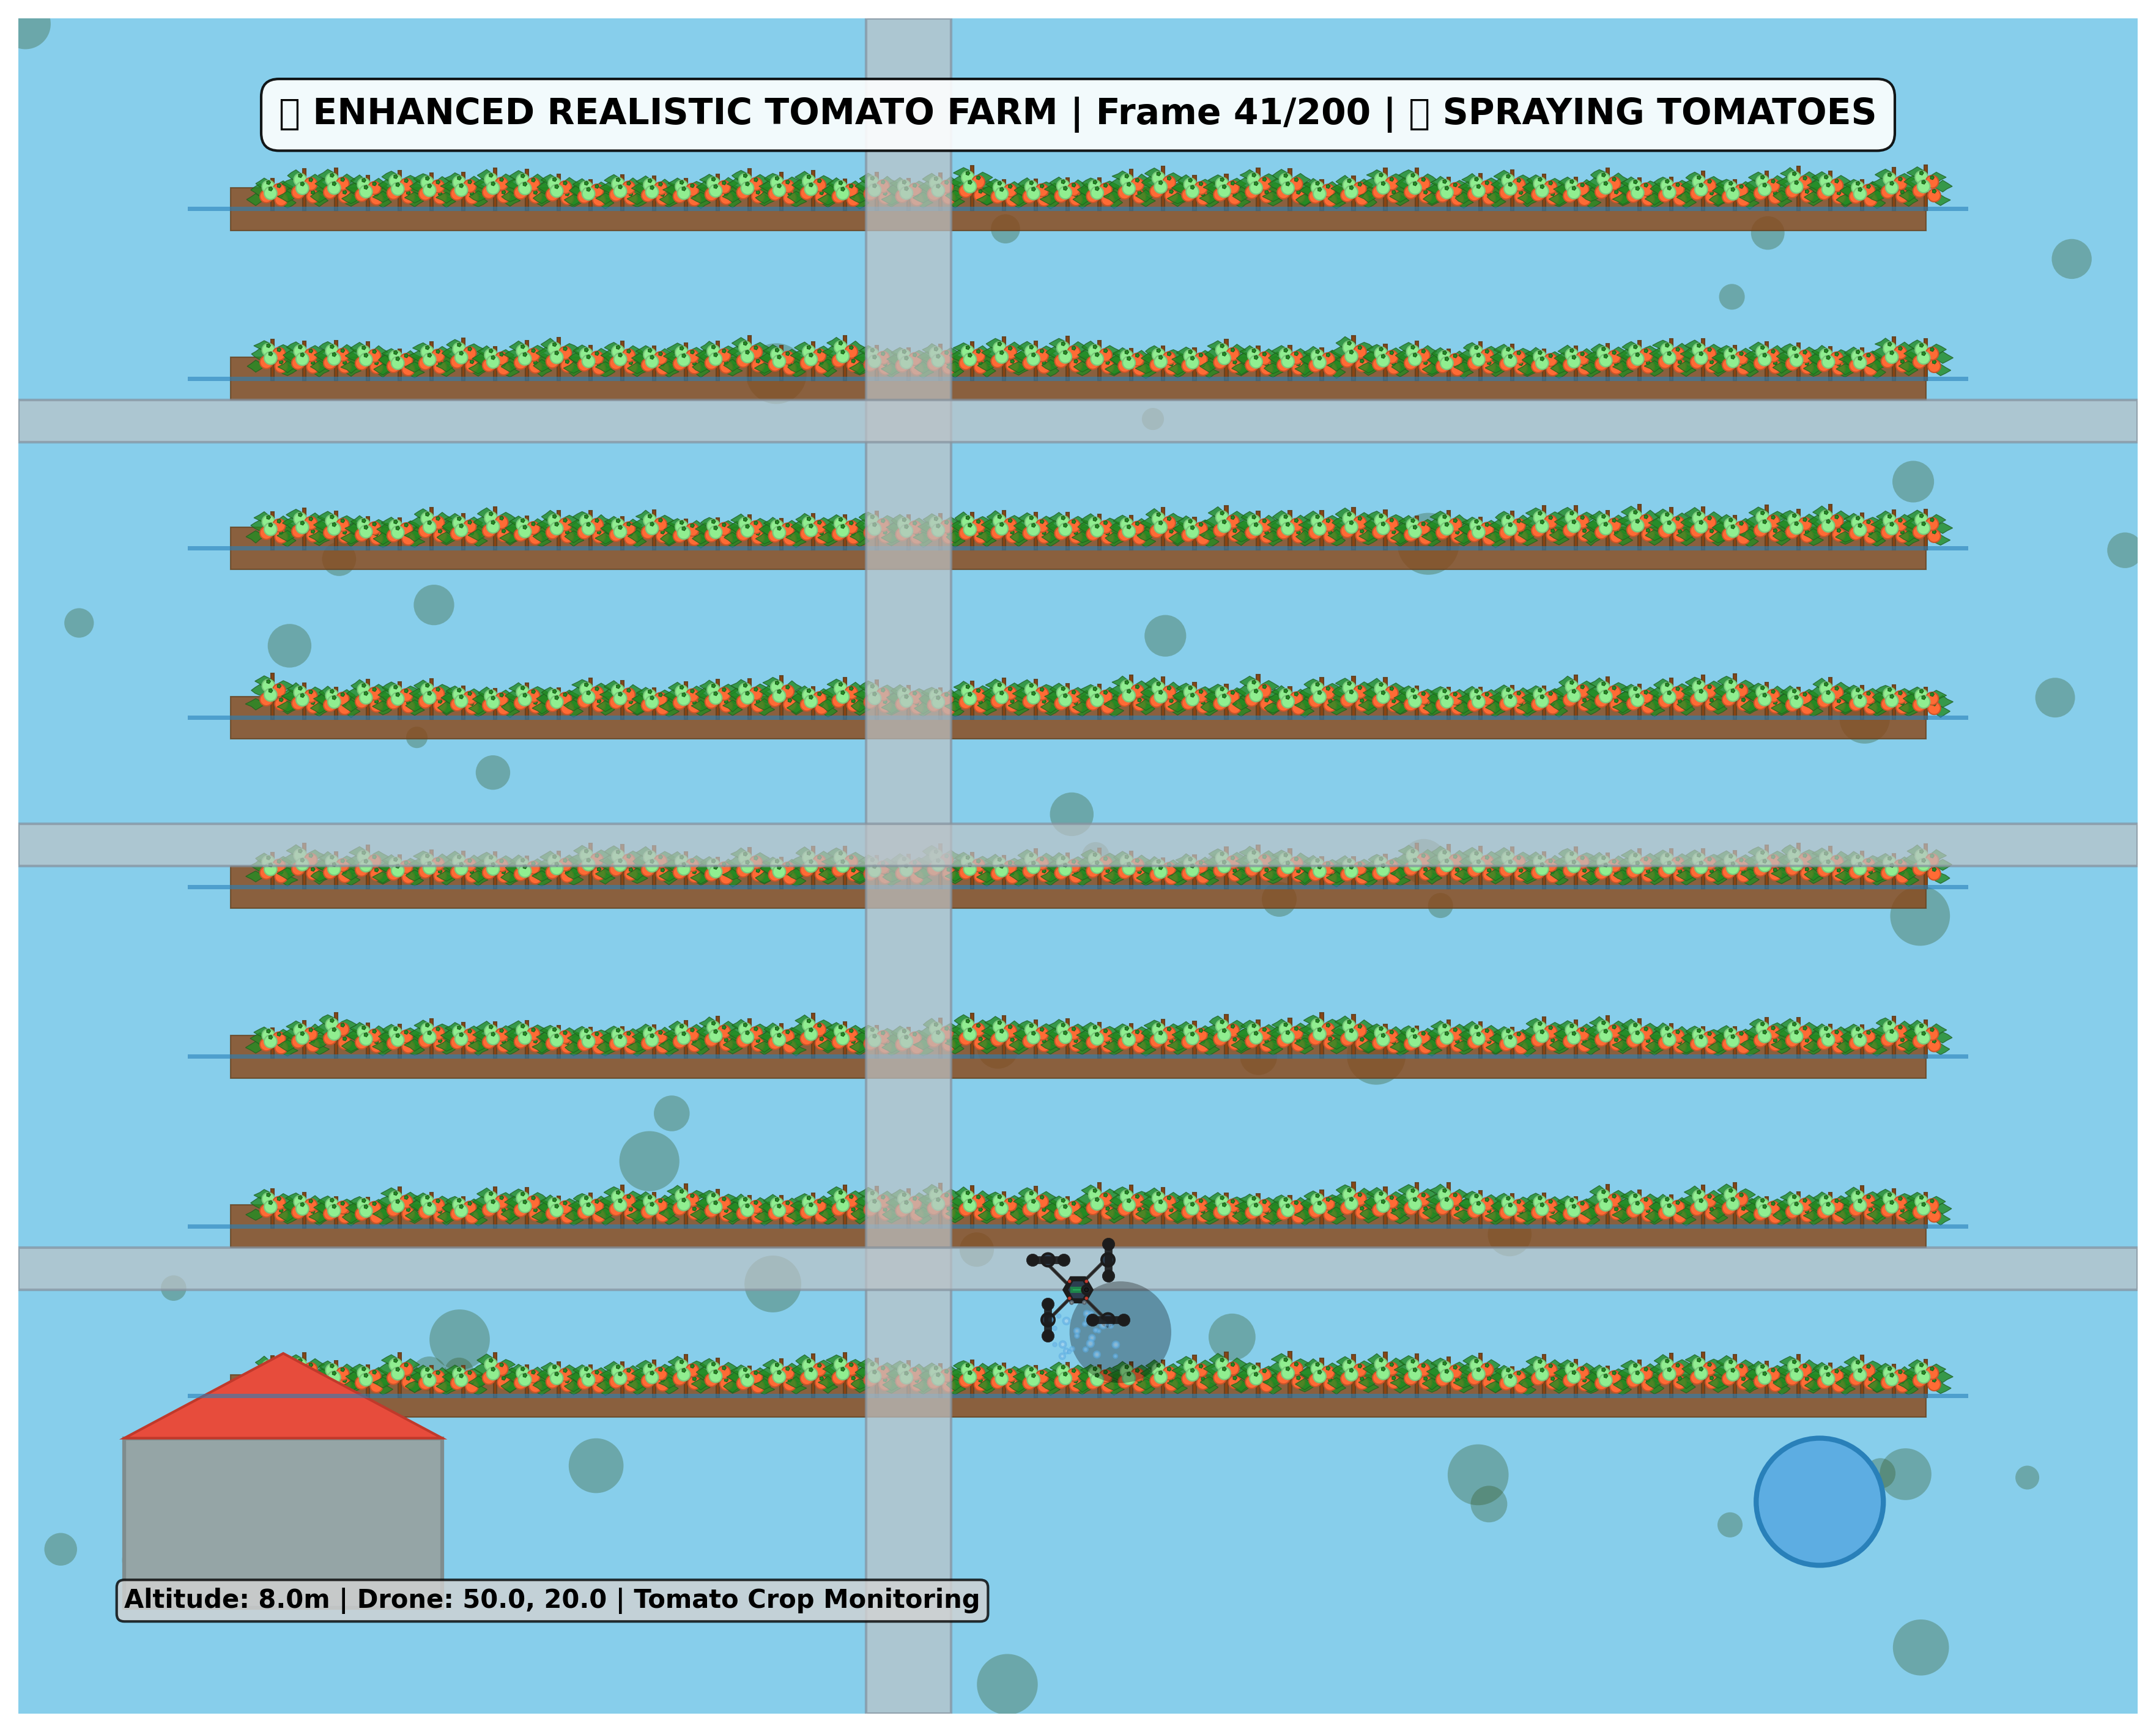 ▯ ENHANCED REALISTIC TOMATO FARM | Frame 41/200 | ▯ SPRAYING TOMATOES
Altitude: 8.0m | Drone: 50.0, 20.0 | Tomato Crop Monitoring